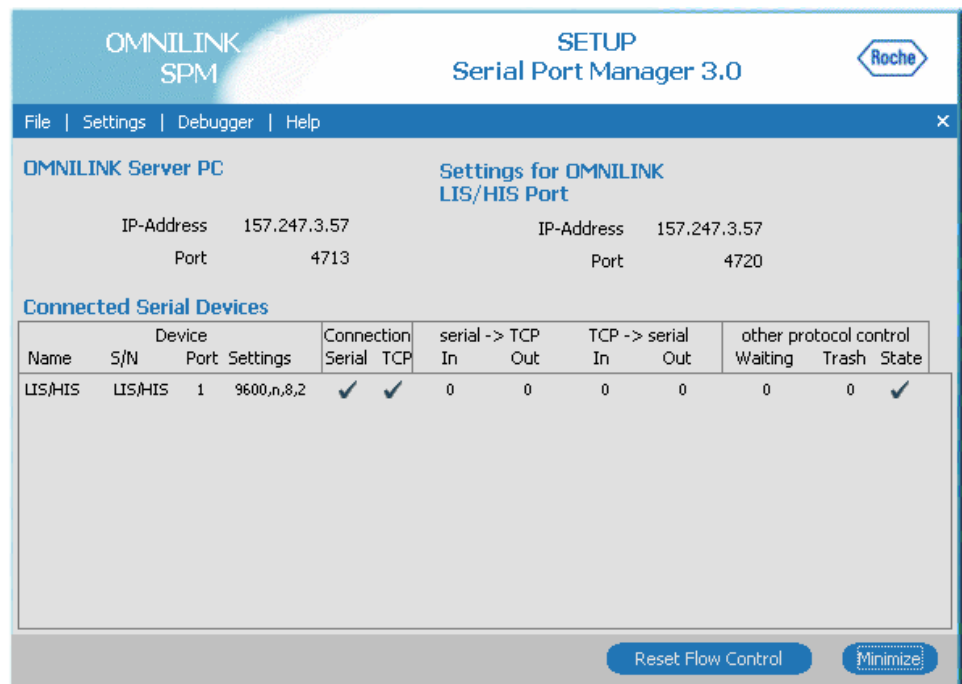 OMNILINK
SPM
SETUP
Serial Port Manager 3.0
Roche
File | Settings | Debugger | Help ×
OMNILINK Server PC
IP-Address 157.247.3.57
Port 4713
Settings for OMNILINK
LIS/HIS Port
IP-Address 157.247.3.57
Port 4720
Connected Serial Devices
Device Connection serial -> TCP TCP -> serial other protocol control
Name S/N Port Settings Serial TCP In Out In Out Waiting Trash State
LIS/HIS LIS/HIS 1 9600,n,8,2 ✓ ✓ 0 0 0 0 0 0 ✓
Reset Flow Control Minimize